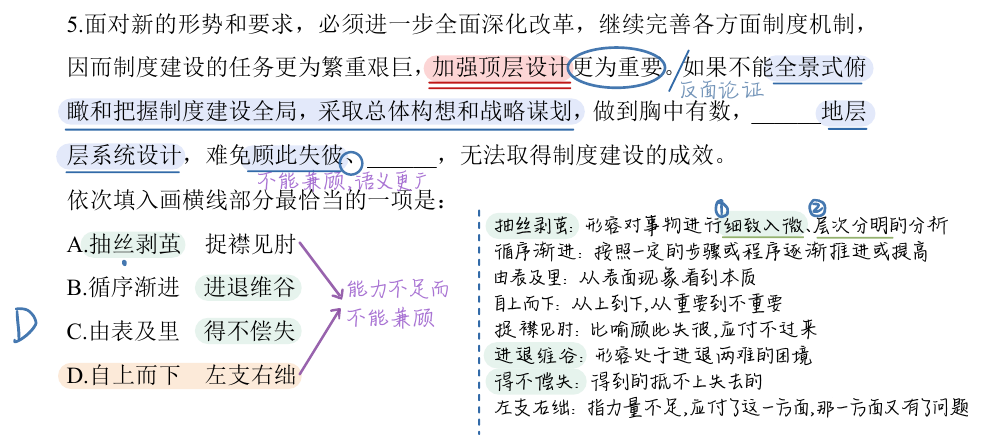 5.面对新的形势和要求，必须进一步全面深化改革，继续完善各方面制度机制，
因而制度建设的任务更为繁重艰巨，加强顶层设计更为重要。如果不能全景式俯
反面论证
瞰和把握制度建设全局，采取总体构想和战略谋划，做到胸中有数，______地层
层系统设计，难免顾此失彼、______，无法取得制度建设的成效。
不能兼顾,语义更广
依次填入画横线部分最恰当的一项是：
A.抽丝剥茧 捉襟见肘
B.循序渐进 进退维谷
C.由表及里 得不偿失
D.自上而下 左支右绌
能力不足而
不能兼顾
D
① ②
抽丝剥茧：形容对事物进行细致入微、层次分明的分析
循序渐进：按照一定的步骤或程序逐渐推进或提高
由表及里：从表面现象看到本质
自上而下：从上到下,从重要到不重要
捉襟见肘：比喻顾此失彼,应付不过来
进退维谷：形容处于进退两难的困境
得不偿失：得到的抵不上失去的
左支右绌：指力量不足,应付了这一方面,那一方面又有了问题